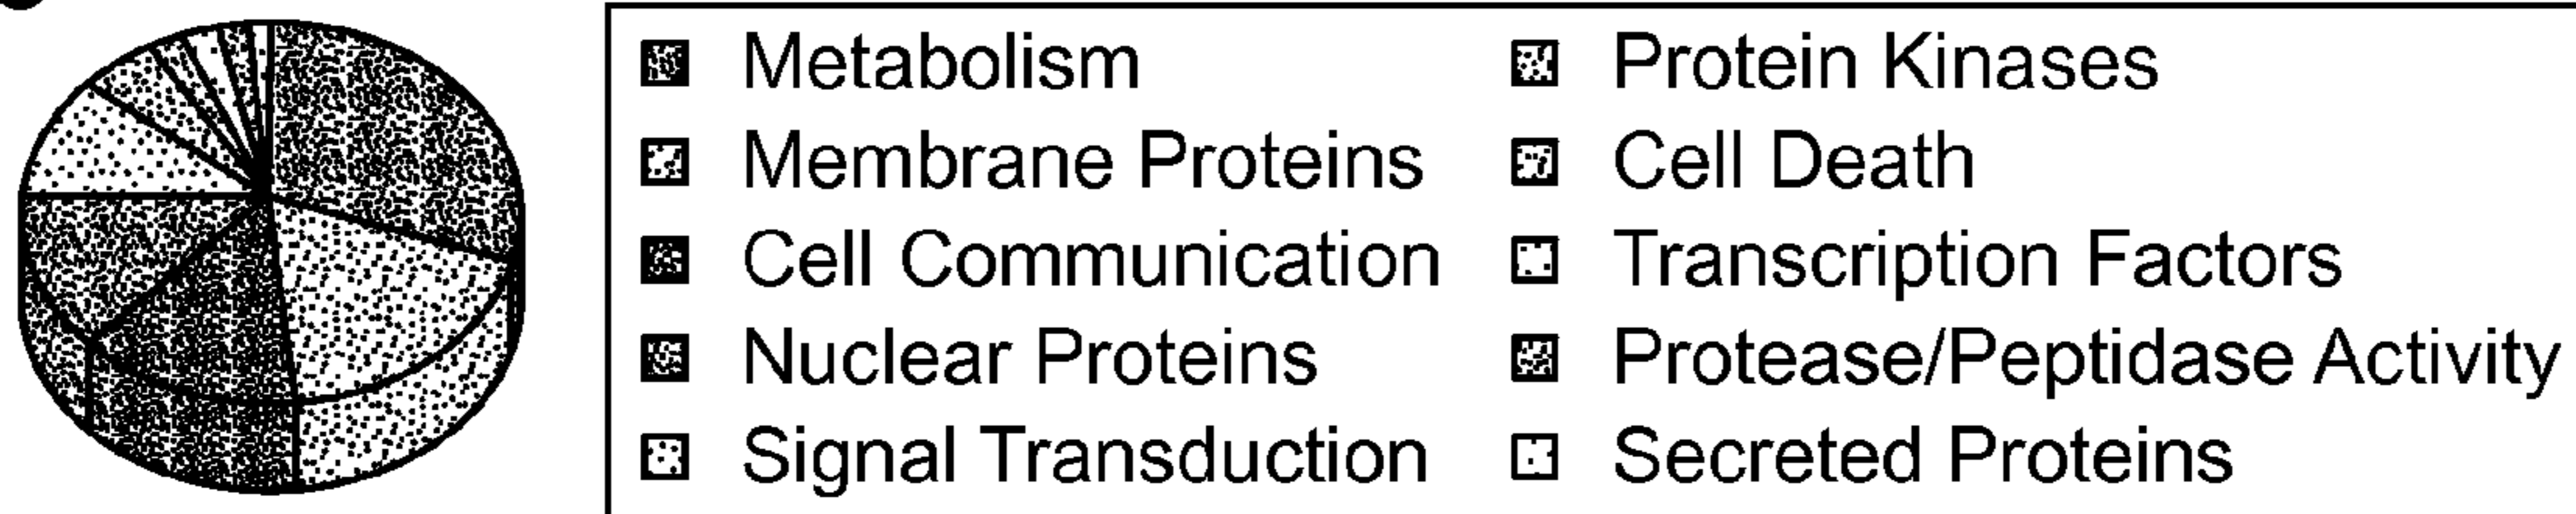 Metabolism
Membrane Proteins
Cell Communication
Nuclear Proteins
Signal Transduction
Protein Kinases
Cell Death
Transcription Factors
Protease/Peptidase Activity
Secreted Proteins